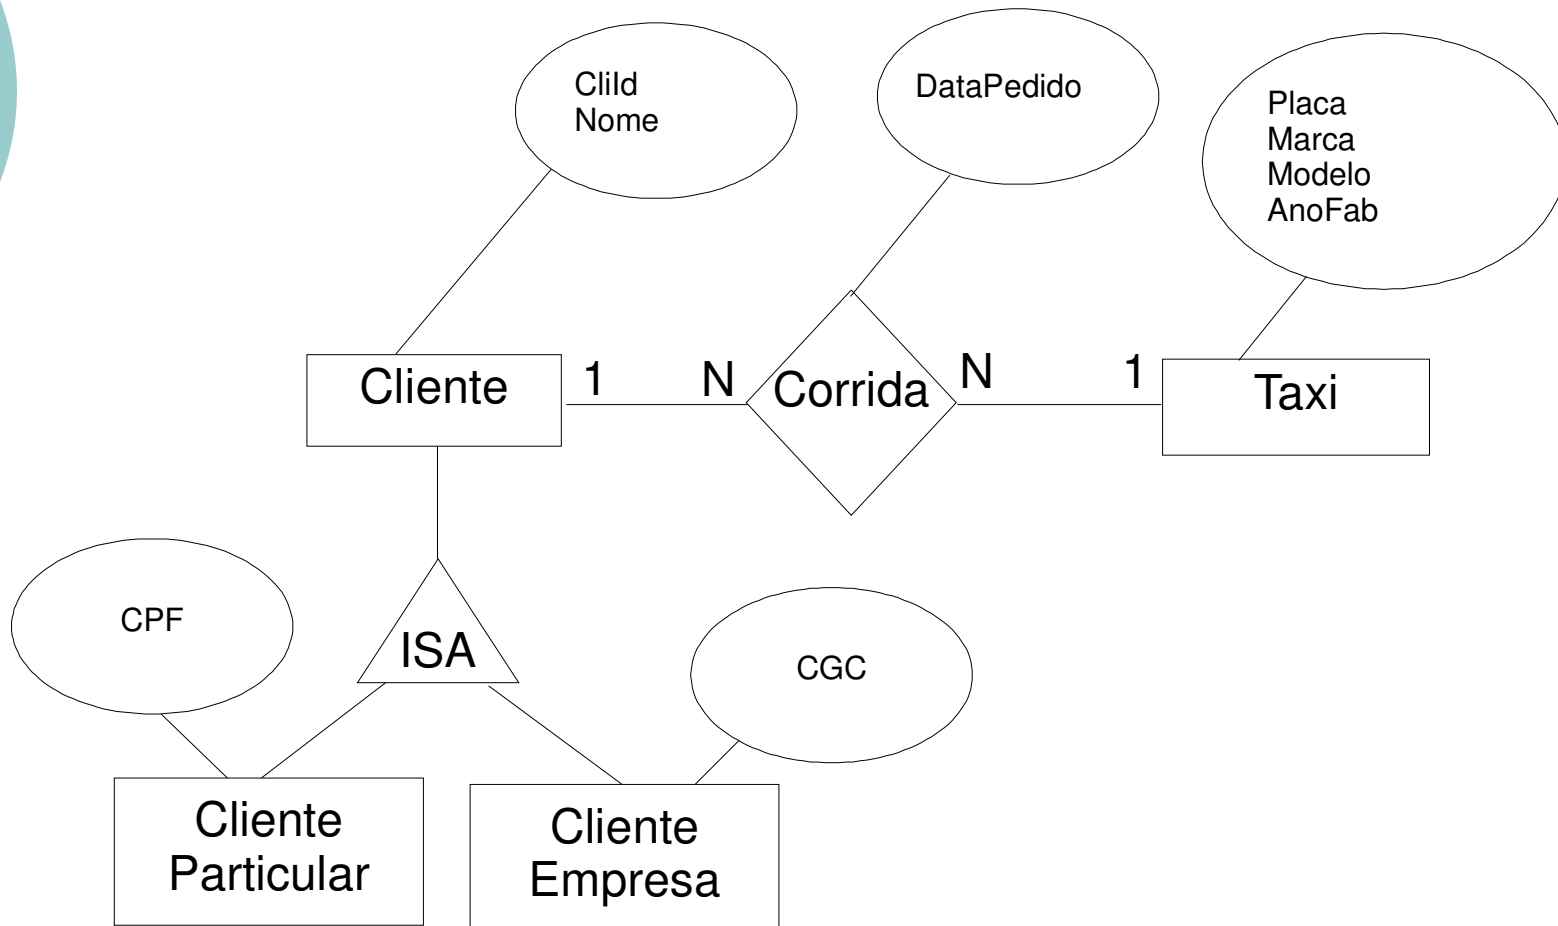 CliId
Nome
DataPedido
Placa
Marca
Modelo
AnoFab
Cliente
1
N
Corrida
N
1
Taxi
CPF
ISA
CGC
Cliente
Particular
Cliente
Empresa